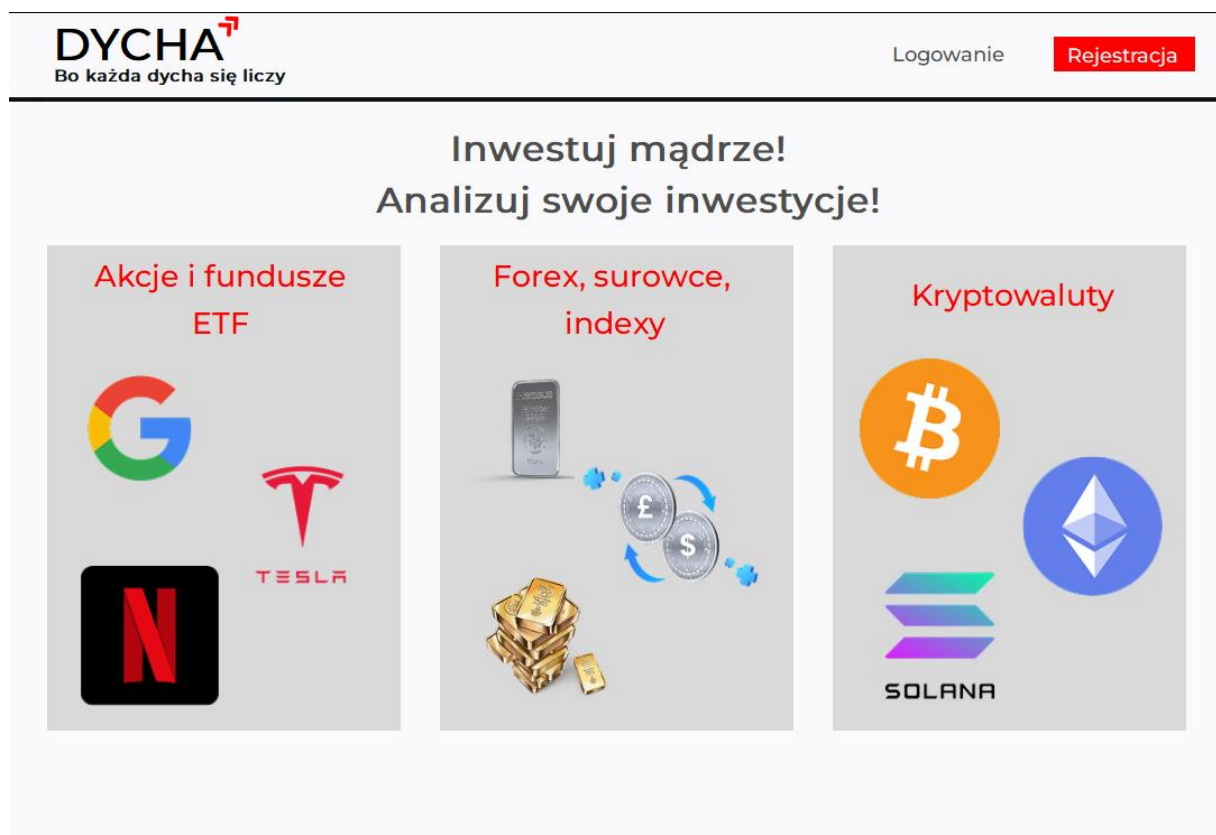 DYCHA
Bo każda dycha się liczy
Logowanie
Rejestracja
Inwestuj mądrze!
Analizuj swoje inwestycje!
Akcje i fundusze
ETF
Forex, surowce,
indexy
Kryptowaluty
TESLA
SOLANA